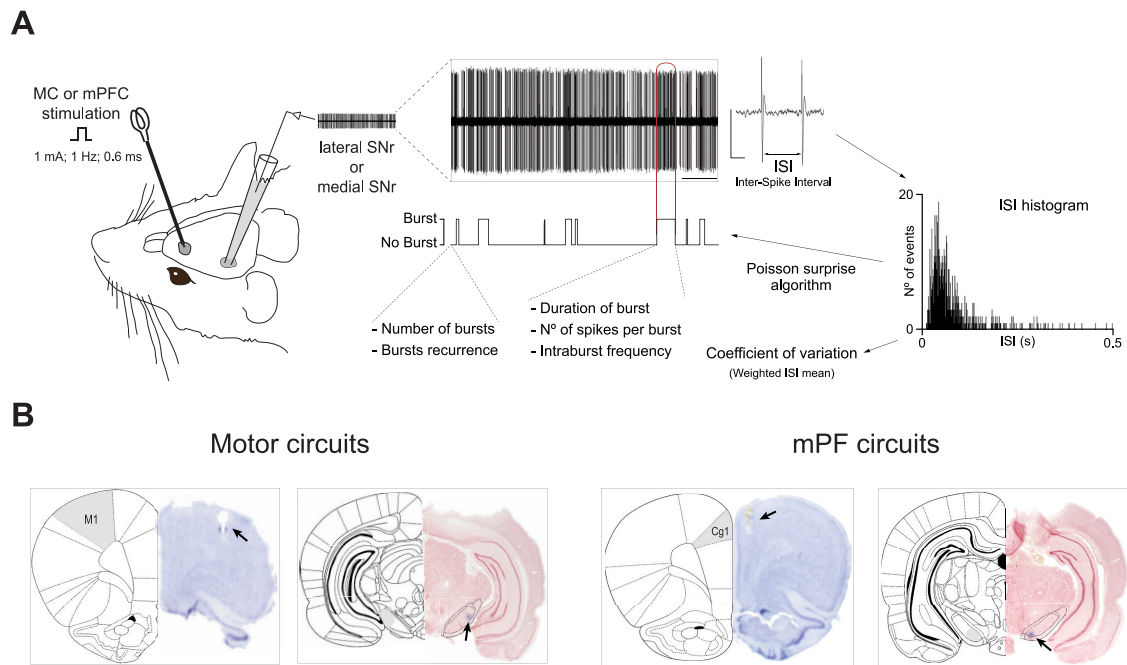 A
MC or mPFC
stimulation
1 mA; 1 Hz; 0.6 ms
lateral SNr
or
medial SNr
ISI
Inter-Spike Interval
Burst
No Burst
- Number of bursts
- Bursts recurrence
- Duration of burst
- Nº of spikes per burst
- Intraburst frequency
Poisson surprise
algorithm
Coefficient of variation
(Weighted ISI mean)
ISI histogram
20
Nº of events
0
0
ISI (s)
0.5
B
Motor circuits
mPF circuits
M1
Cg1